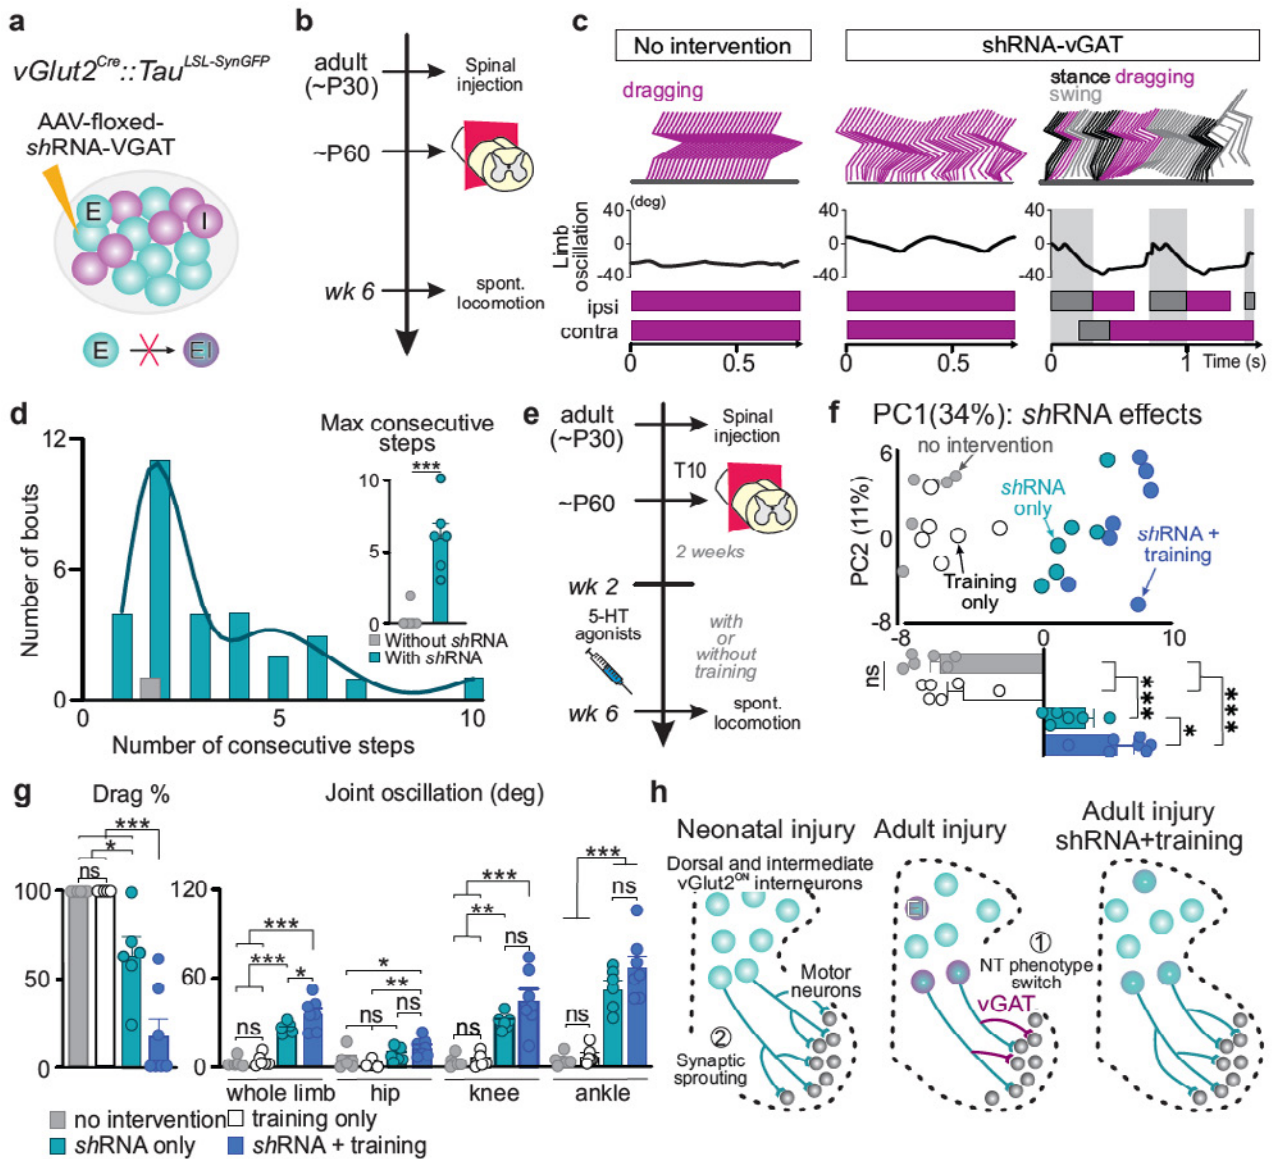 a
vGlut2Cre::TauLSL-SynGFP
AAV-floxed-
shRNA-VGAT
E
I
E
EI
b
adult
(~P30)
Spinal
injection
~P60
wk 6
spont.
locomotion
c
No intervention
shRNA-vGAT
dragging
stance dragging
swing
(dog)
Limb
oscillation
40
0
-40
40
0
-40
40
0
-40
ipsi
contra
0
0.5
0
0.5
0
1
Time (s)
d
Number of bouts
12
6
0
0
5
10
Number of consecutive steps
Max consecutive
steps
***
10
5
0
Without shRNA
With shRNA
e
adult
(~P30)
Spinal
injection
T10
~P60
2 weeks
wk 2
5-HT
agonists
with
or
without
training
wk 6
spont.
locomotion
f
PC1(34%): shRNA effects
PC2 (11%)
6
0
-8
-8
0
10
no intervention
shRNA
only
shRNA +
training
Training
only
ns
***
*
***
g
Drag %
Joint oscillation (deg)
***
*
ns
100
50
0
120
60
0
***
***
*
ns
*
**
ns
ns
***
**
ns
ns
***
ns
ns
whole limb
hip
knee
ankle
no intervention
training only
shRNA only
shRNA + training
h
Neonatal injury
Adult injury
Adult injury
shRNA+training
Dorsal and intermediate
vGlut2ON interneurons
Motor
neurons
2
Synaptic
sprouting
1
NT phenotype
switch
vGAT